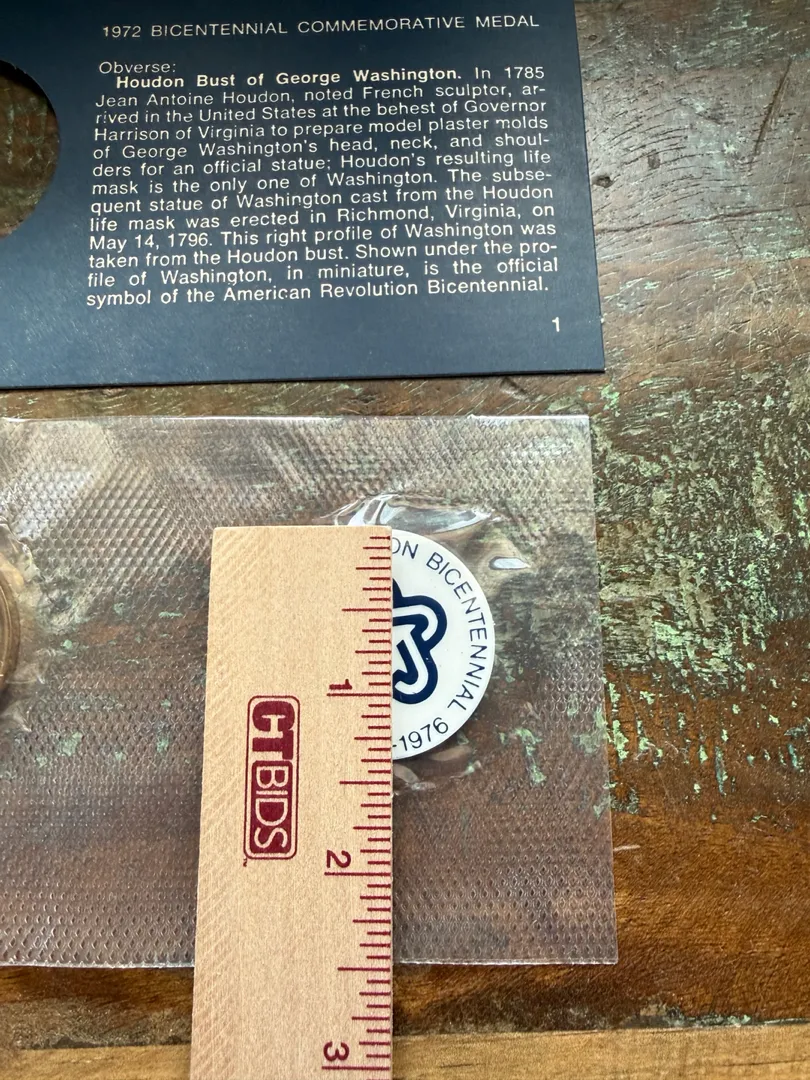 1972 BICENTENNIAL COMMEMORATIVE MEDAL
Obverse:
Houdon Bust of George Washington. In 1785
Jean Antoine Houdon, noted French sculptor, ar-
rived in the United States at the behest of Governor
Harrison of Virginia to prepare model plaster molds
of George Washington's head, neck, and shoul-
ders for an official statue; Houdon's resulting life
mask is the only one of Washington. The subse-
quent statue of Washington cast from the Houdon
life mask was erected in Richmond, Virginia, on
May 14, 1796. This right profile of Washington was
taken from the Houdon bust. Shown under the pro-
file of Washington, in miniature, is the official
symbol of the American Revolution Bicentennial.
1
ON BICENTENNIAL
-1976
1
CTBIDS
2
3